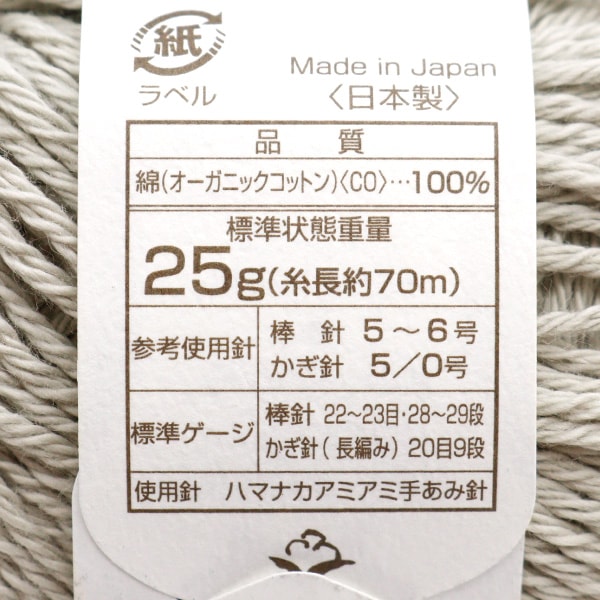 紙
ラベル
Made in Japan
〈日本製〉
品 質
綿(オーガニックコットン)〈CO〉…100%
標準状態重量
25g(糸長約70m)
参考使用針
棒 針 5～6号
かぎ針 5/0号
標準ゲージ
棒針 22～23目・28～29段
かぎ針(長編み) 20目9段
使用針 ハマナカアミアミ手あみ針